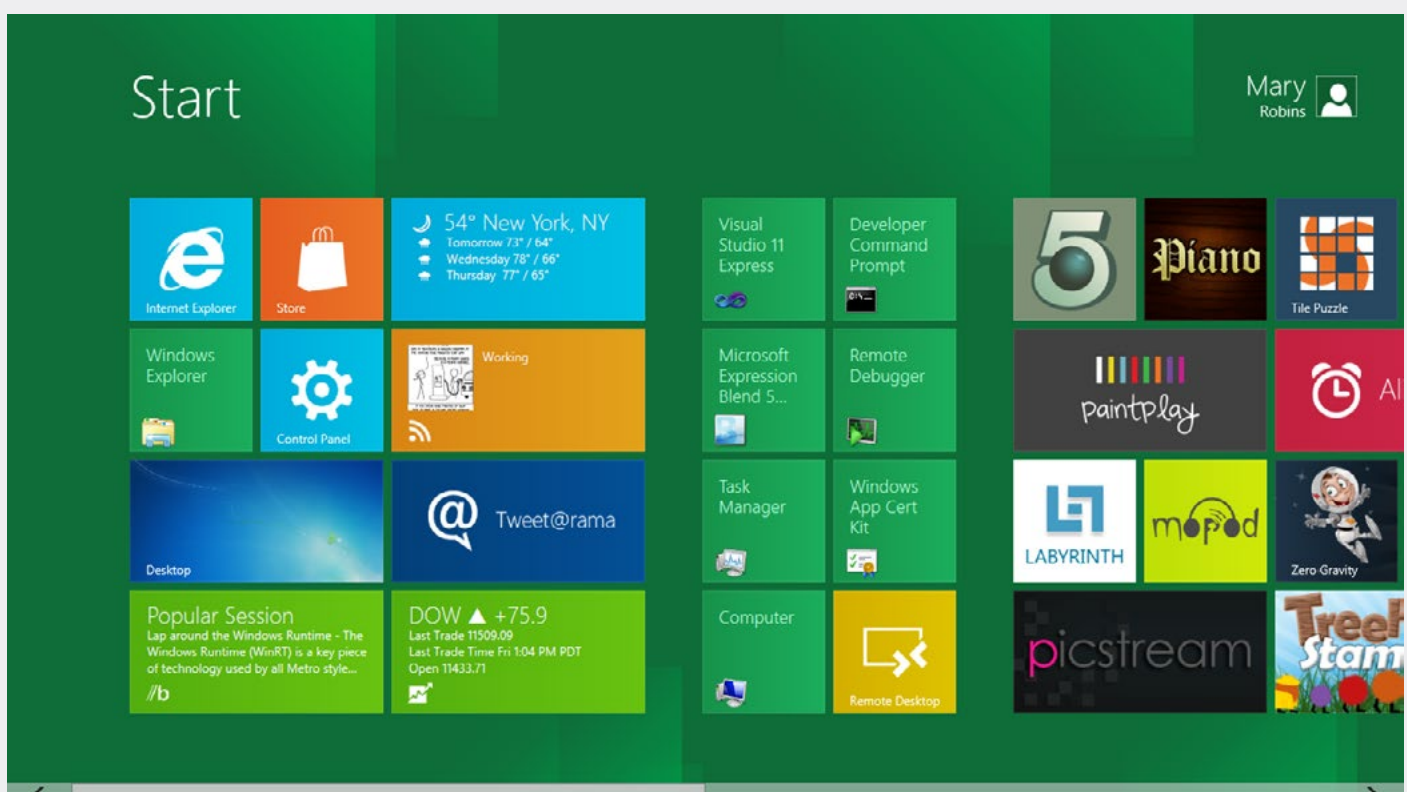 Start
Mary
Robins
Internet Explorer
Store
54° New York, NY
Tomorrow 73° / 64°
Wednesday 78° / 66°
Thursday 77° / 65°
Windows
Explorer
Control Panel
Working
Desktop
Tweet@rama
Popular Session
Lap around the Windows Runtime - The
Windows Runtime (WinRT) is a key piece
of technology used by all Metro style...
//b
DOW ▲ +75.9
Last Trade 11509.09
Last Trade Time Fri 1:04 PM PDT
Open 11433.71
Visual
Studio 11
Express
Developer
Command
Prompt
Microsoft
Expression
Blend 5...
Remote
Debugger
Task
Manager
Windows
App Cert
Kit
Computer
Remote Desktop
5
Piano
Tile Puzzle
paintplay
Al
LABYRINTH
mopod
Zero Gravity
picstream
Treeh
Stam